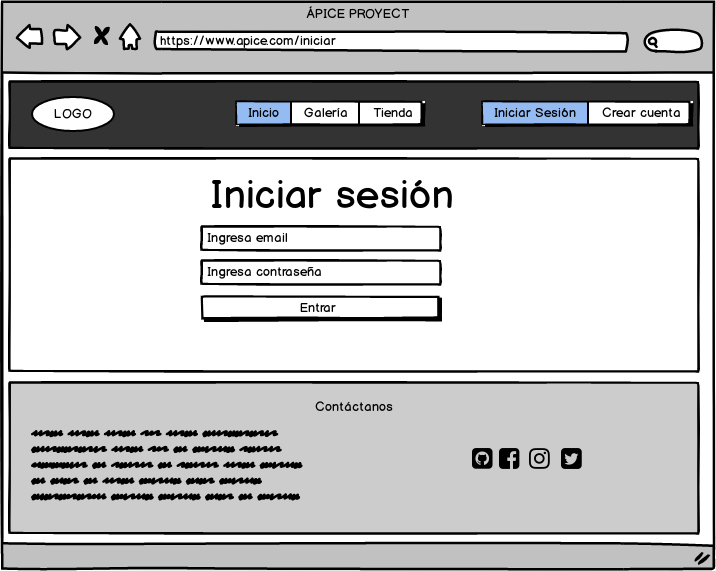 ÁPICE PROYECT
https://www.apice.com/iniciar
LOGO
Inicio Galería Tienda
Iniciar Sesión Crear cuenta
Iniciar sesión
Ingresa email
Ingresa contraseña
Entrar
Contáctanos